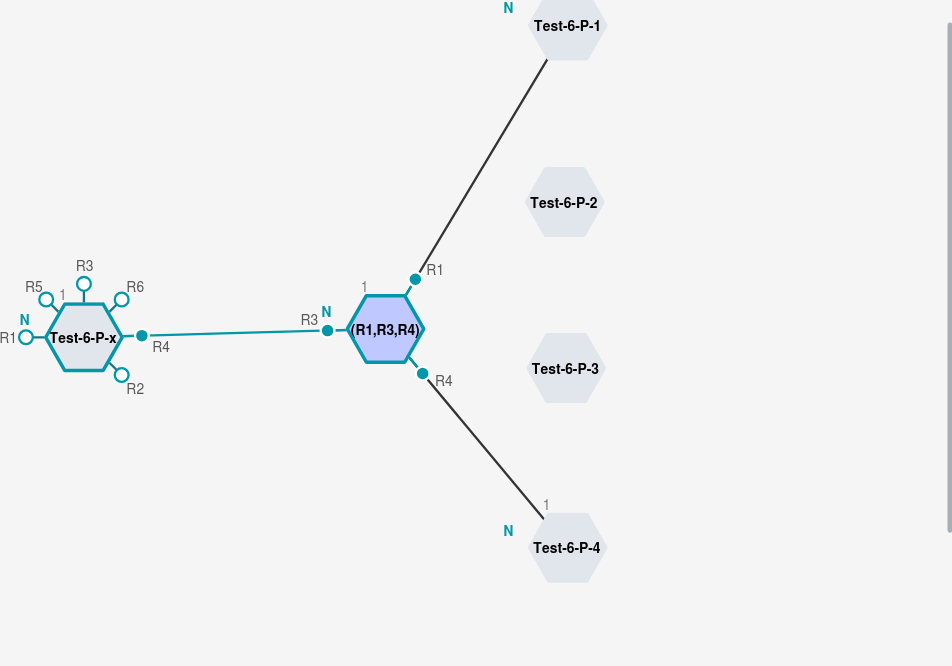 N
Test-6-P-1
Test-6-P-2
R3
R5
1
R6
N
R1
Test-6-P-x
R4
R2
R1
1
N
R3
(R1,R3,R4)
R4
Test-6-P-3
1
N
Test-6-P-4